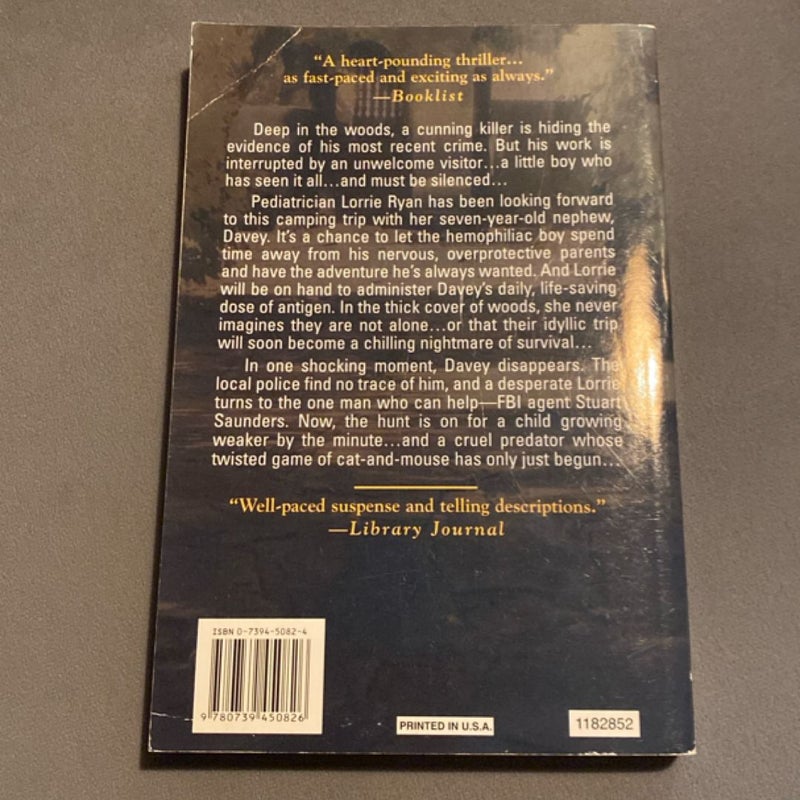 “A heart-pounding thriller...
as fast-paced and exciting as always.”
—Booklist
Deep in the woods, a cunning killer is hiding the
evidence of his most recent crime. But his work is
interrupted by an unwelcome visitor...a little boy who
has seen it all...and must be silenced...
Pediatrician Lorrie Ryan has been looking forward
to this camping trip with her seven-year-old nephew,
Davey. It's a chance to let the hemophiliac boy spend
time away from his nervous, overprotective parents
and have the adventure he's always wanted. And Lorrie
will be on hand to administer Davey's daily, life-saving
dose of antigen. In the thick cover of woods, she never
imagines they are not alone...or that their idyllic trip
will soon become a chilling nightmare of survival...
In one shocking moment, Davey disappears. The
local police find no trace of him, and a desperate Lorrie
turns to the one man who can help—FBI agent Stuart
Saunders. Now, the hunt is on for a child growing
weaker by the minute...and a cruel predator whose
twisted game of cat-and-mouse has only just begun...
“Well-paced suspense and telling descriptions.”
—Library Journal
ISBN 0-7394-5082-4
9 780739 450826
PRINTED IN U.S.A.
1182852